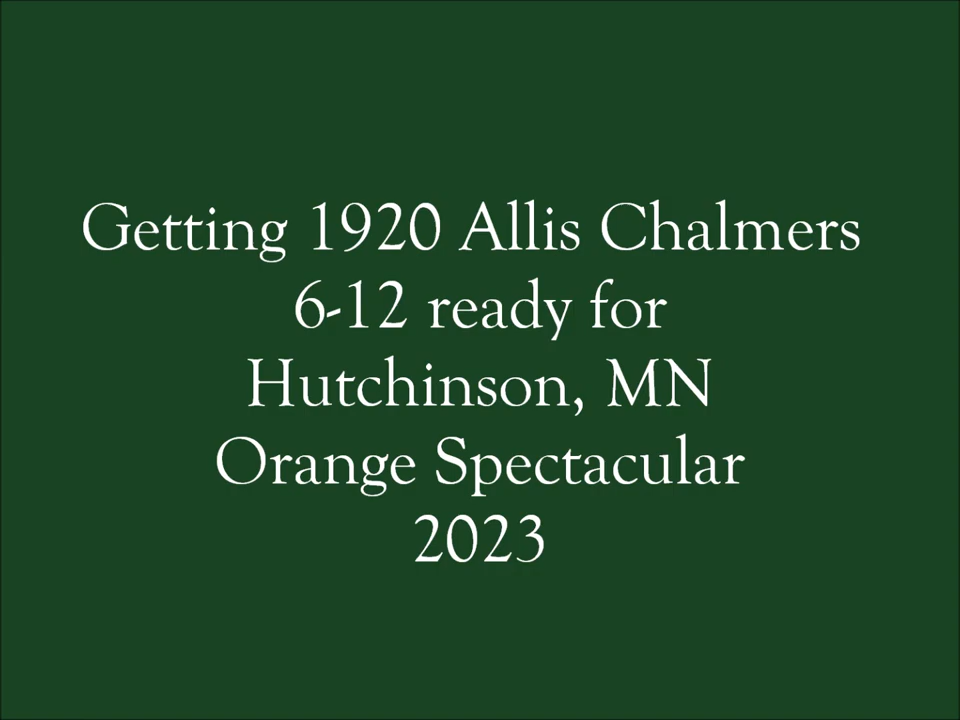 Getting 1920 Allis Chalmers
6-12 ready for
Hutchinson, MN
Orange Spectacular
2023